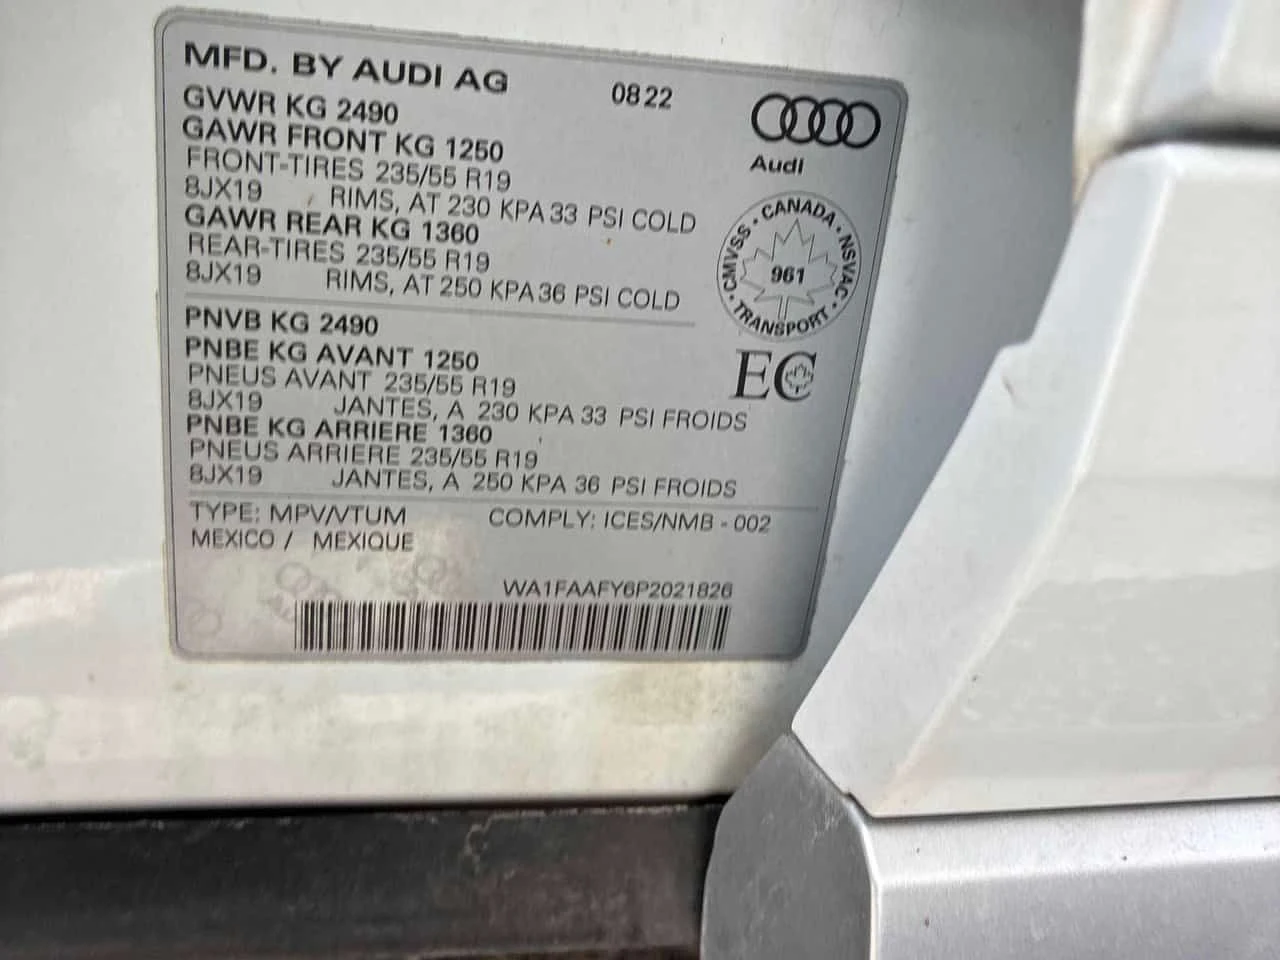 MFD. BY AUDI AG 0822
GVWR KG 2490
GAWR FRONT KG 1250
FRONT-TIRES 235/55 R19
8JX19 RIMS, AT 230 KPA 33 PSI COLD
GAWR REAR KG 1360
REAR-TIRES 235/55 R19
8JX19 RIMS, AT 250 KPA 36 PSI COLD
Audi
CANADA · NSVAC · TRANSPORT · CMVSS ·
961
EC
PNVB KG 2490
PNBE KG AVANT 1250
PNEUS AVANT 235/55 R19
8JX19 JANTES, A 230 KPA 33 PSI FROIDS
PNBE KG ARRIERE 1360
PNEUS ARRIERE 235/55 R19
8JX19 JANTES, A 250 KPA 36 PSI FROIDS
TYPE: MPV/VTUM COMPLY: ICES/NMB - 002
MEXICO / MEXIQUE
WA1FAAFY6P2021826